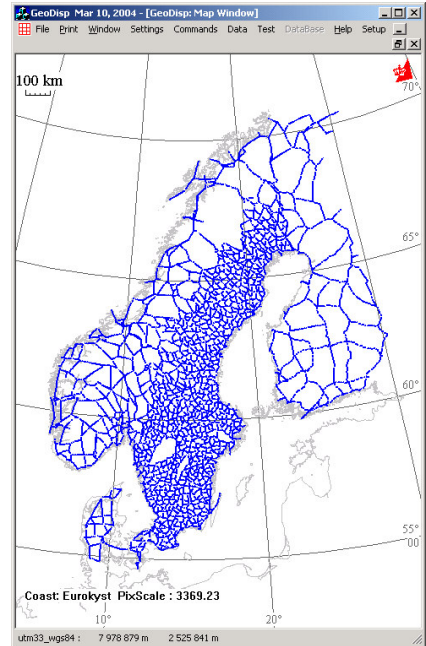 GeoDisp Mar 10, 2004 - [GeoDisp: Map Window]
File Print Window Settings Commands Data Test DataBase Help Setup
100 km
70°
65°
60°
55°
00'
Coast: Eurokyst PixScale : 3369.23
10°
20°
utm33_wgs84 : 7 978 879 m 2 525 841 m